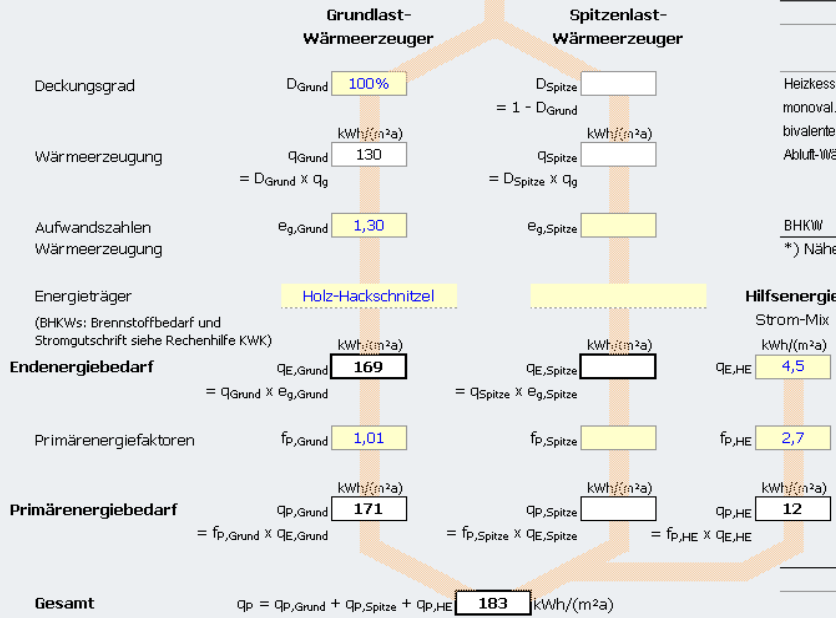 Grundlast-
Wärmeerzeuger
Spitzenlast-
Wärmeerzeuger
Deckungsgrad
DGrund 100%
DSpitze
= 1 - DGrund
kWh/(m²a)
kWh/(m²a)
Wärmeerzeugung
qGrund 130
qSpitze
= DGrund x qg
= DSpitze x qg
Aufwandszahlen
Wärmeerzeugung
eg,Grund 1,30
eg,Spitze
Energieträger
Holz-Hackschnitzel
(BHKWs: Brennstoffbedarf und
Stromgutschrift siehe Rechenhilfe KWK)
kWh/(m²a)
kWh/(m²a)
Endenergiebedarf
qE,Grund 169
qE,Spitze
= qGrund x eg,Grund
= qSpitze x eg,Spitze
Primärenergiefaktoren
fP,Grund 1,01
fP,Spitze
kWh/(m²a)
kWh/(m²a)
Primärenergiebedarf
qP,Grund 171
qP,Spitze
= fP,Grund x qE,Grund
= fP,Spitze x qE,Spitze
Heizkess
monoval.
bivalente
Abluft-Wä
BHKW
*) Nähe
Hilfsenergie
Strom-Mix
kWh/(m²a)
qE,HE 4,5
fP,HE 2,7
kWh/(m²a)
qP,HE 12
= fP,HE x qE,HE
Gesamt
qP = qP,Grund + qP,Spitze + qP,HE 183 kWh/(m²a)